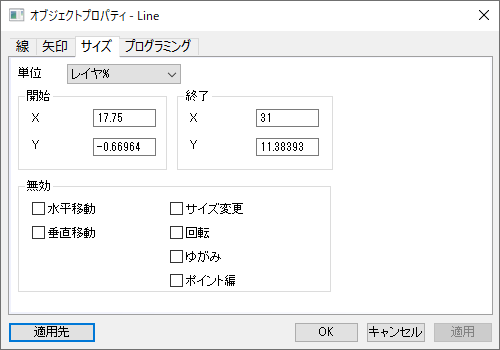 オブジェクトプロパティ - Line
線 矢印 サイズ プログラミング
単位 レイヤ%
開始 終了
X 17.75 X 31
Y -0.66964 Y 11.38393
無効
水平移動 サイズ変更
垂直移動 回転
ゆがみ
ポイント編
適用先 OK キャンセル 適用